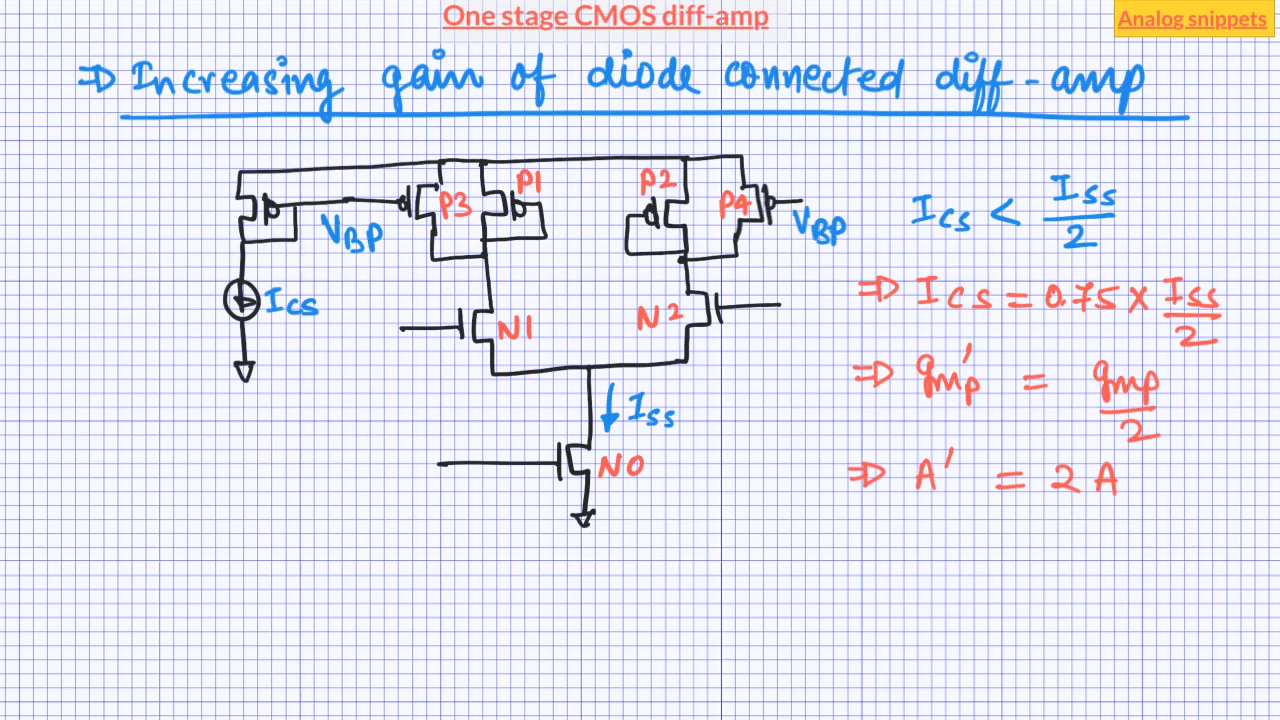 One stage CMOS diff-amp
Analog snippets
⇒ Increasing gain of diode connected diff-amp
P3 P1 P2 P4
VBP VBP
ICS
N1 N2
ISS
N0
ICS < ISS/2
⇒ ICS = 0.75 × ISS/2
⇒ gmp' = gmp/2
⇒ A' = 2A